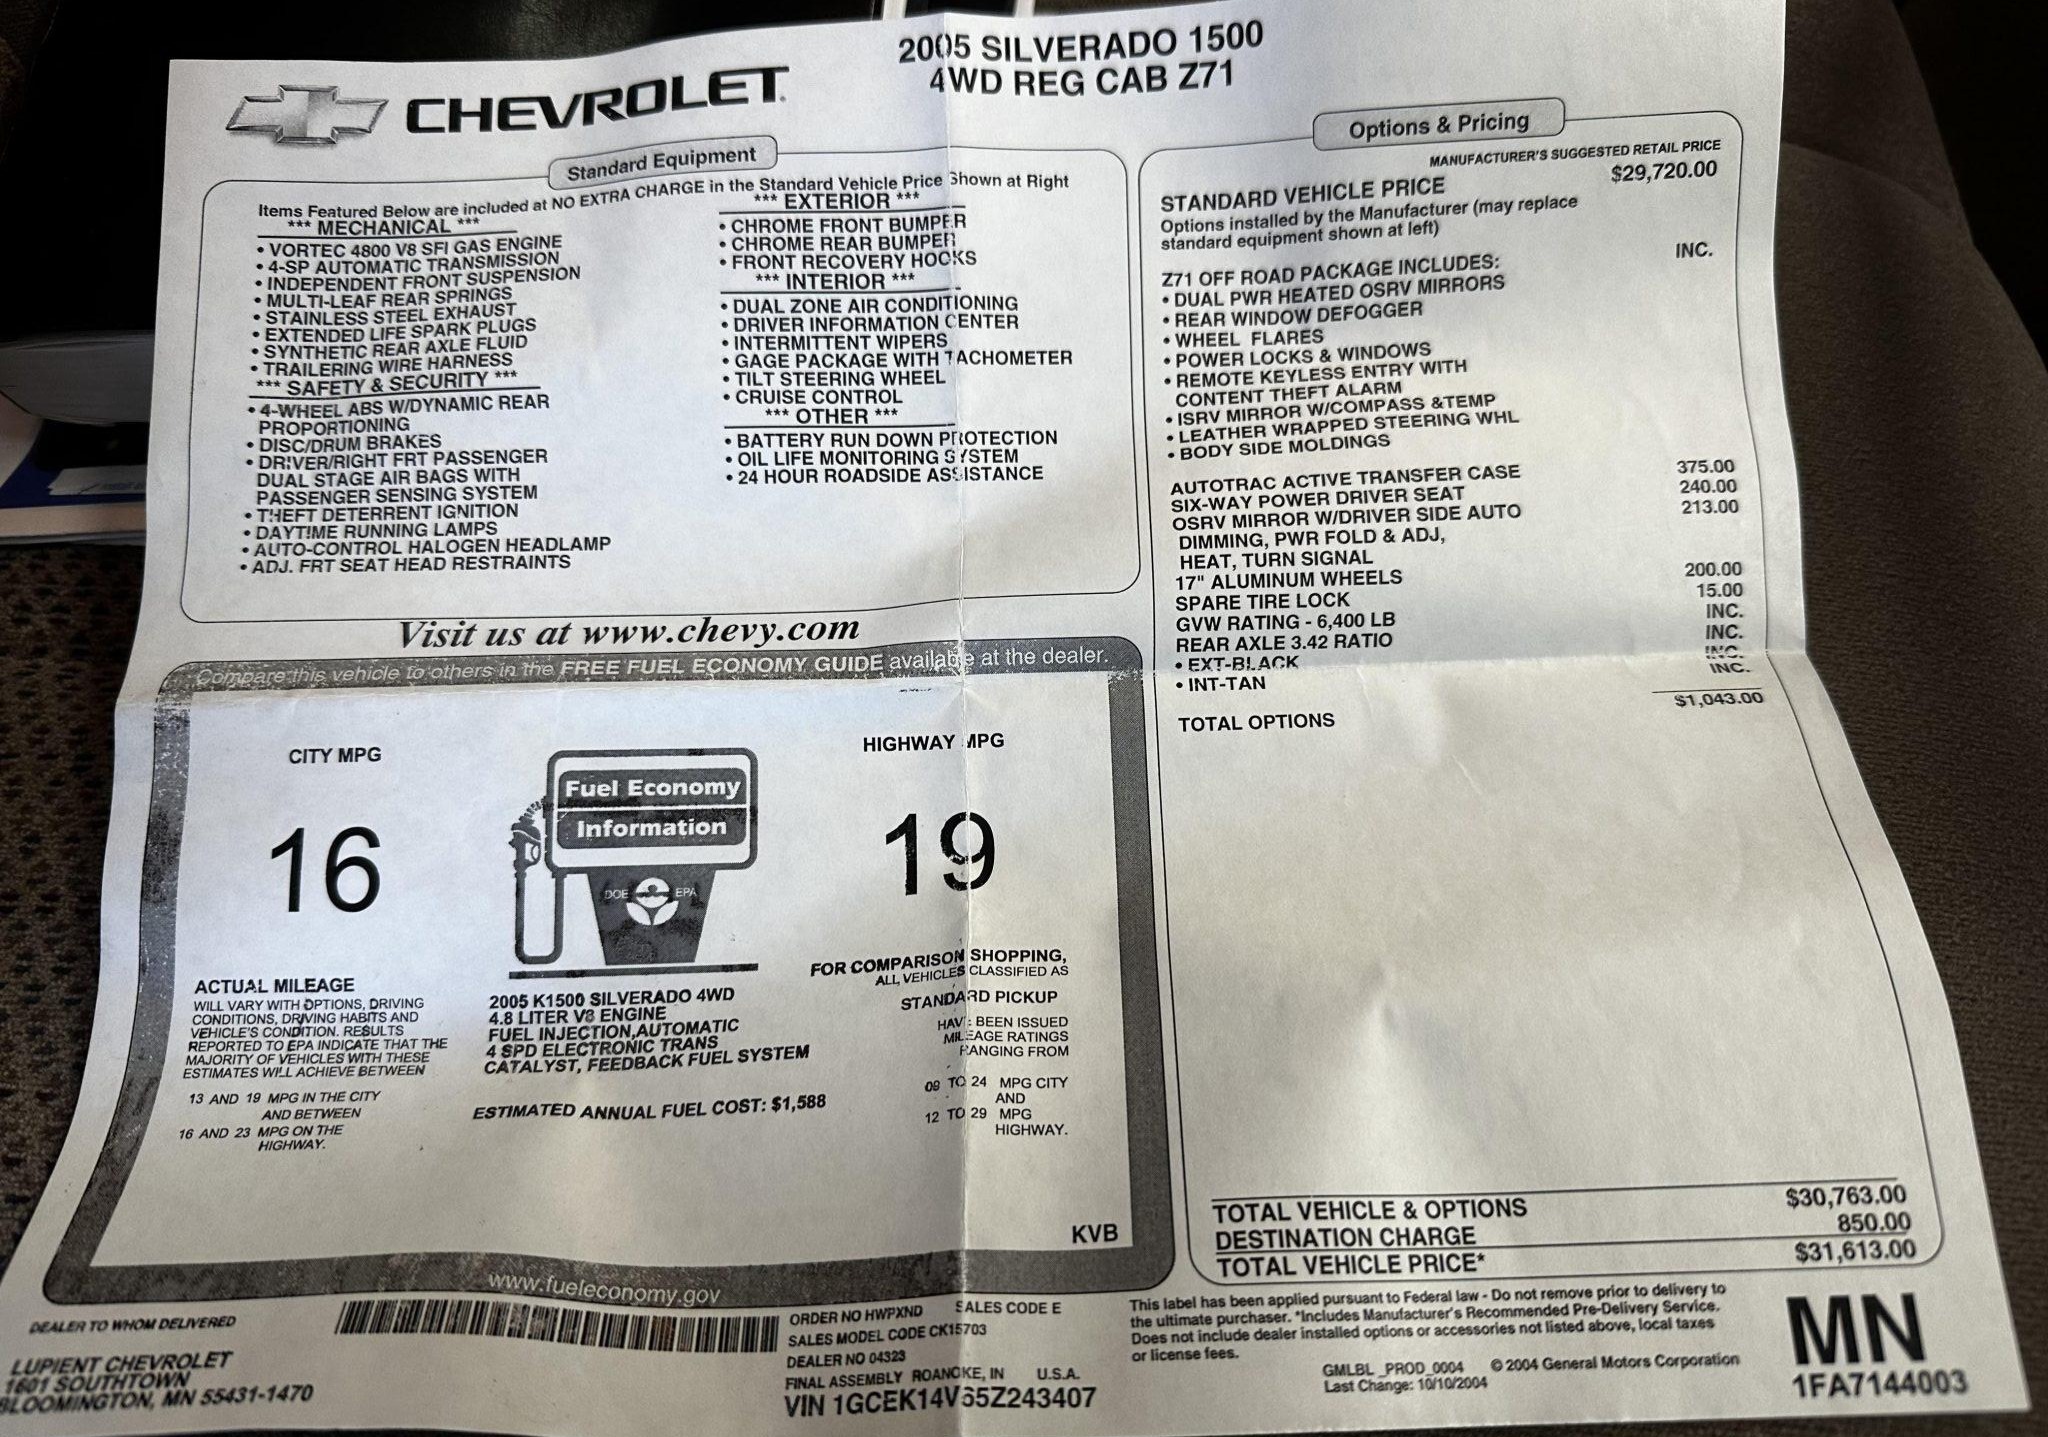 2005 SILVERADO 1500
4WD REG CAB Z71
CHEVROLET
Standard Equipment
Items Featured Below are included at NO EXTRA CHARGE in the Standard Vehicle Price Shown at Right
*** MECHANICAL ***
• VORTEC 4800 V8 SFI GAS ENGINE
• 4-SP AUTOMATIC TRANSMISSION
• INDEPENDENT FRONT SUSPENSION
• MULTI-LEAF REAR SPRINGS
• STAINLESS STEEL EXHAUST
• EXTENDED LIFE SPARK PLUGS
• SYNTHETIC REAR AXLE FLUID
• TRAILERING WIRE HARNESS
*** SAFETY & SECURITY ***
• 4-WHEEL ABS W/DYNAMIC REAR
PROPORTIONING
• DISC/DRUM BRAKES
• DRIVER/RIGHT FRT PASSENGER
DUAL STAGE AIR BAGS WITH
PASSENGER SENSING SYSTEM
• THEFT DETERRENT IGNITION
• DAYTIME RUNNING LAMPS
• AUTO-CONTROL HALOGEN HEADLAMP
• ADJ. FRT SEAT HEAD RESTRAINTS
*** EXTERIOR ***
• CHROME FRONT BUMPER
• CHROME REAR BUMPER
• FRONT RECOVERY HOOKS
*** INTERIOR ***
• DUAL ZONE AIR CONDITIONING
• DRIVER INFORMATION CENTER
• INTERMITTENT WIPERS
• GAGE PACKAGE WITH TACHOMETER
• TILT STEERING WHEEL
• CRUISE CONTROL
*** OTHER ***
• BATTERY RUN DOWN PROTECTION
• OIL LIFE MONITORING SYSTEM
• 24 HOUR ROADSIDE ASSISTANCE
Visit us at www.chevy.com
Options & Pricing
MANUFACTURER'S SUGGESTED RETAIL PRICE
STANDARD VEHICLE PRICE $29,720.00
Options installed by the Manufacturer (may replace
standard equipment shown at left)
Z71 OFF ROAD PACKAGE INCLUDES: INC.
• DUAL PWR HEATED OSRV MIRRORS
• REAR WINDOW DEFOGGER
• WHEEL FLARES
• POWER LOCKS & WINDOWS
• REMOTE KEYLESS ENTRY WITH
CONTENT THEFT ALARM
• ISRV MIRROR W/COMPASS &TEMP
• LEATHER WRAPPED STEERING WHL
• BODY SIDE MOLDINGS
AUTOTRAC ACTIVE TRANSFER CASE 375.00
SIX-WAY POWER DRIVER SEAT 240.00
OSRV MIRROR W/DRIVER SIDE AUTO 213.00
DIMMING, PWR FOLD & ADJ,
HEAT, TURN SIGNAL
17" ALUMINUM WHEELS 200.00
SPARE TIRE LOCK 15.00
GVW RATING - 6,400 LB INC.
REAR AXLE 3.42 RATIO INC.
• EXT-BLACK INC.
• INT-TAN INC.
TOTAL OPTIONS $1,043.00
TOTAL VEHICLE & OPTIONS $30,763.00
DESTINATION CHARGE 850.00
TOTAL VEHICLE PRICE* $31,613.00
Compare this vehicle to others in the FREE FUEL ECONOMY GUIDE available at the dealer.
CITY MPG
16
Fuel Economy
Information
DOE EPA
HIGHWAY MPG
19
ACTUAL MILEAGE
WILL VARY WITH OPTIONS, DRIVING
CONDITIONS, DRIVING HABITS AND
VEHICLE'S CONDITION. RESULTS
REPORTED TO EPA INDICATE THAT THE
MAJORITY OF VEHICLES WITH THESE
ESTIMATES WILL ACHIEVE BETWEEN
13 AND 19 MPG IN THE CITY
AND BETWEEN
16 AND 23 MPG ON THE
HIGHWAY.
2005 K1500 SILVERADO 4WD
4.8 LITER V8 ENGINE
FUEL INJECTION,AUTOMATIC
4 SPD ELECTRONIC TRANS
CATALYST, FEEDBACK FUEL SYSTEM
ESTIMATED ANNUAL FUEL COST: $1,588
FOR COMPARISON SHOPPING,
ALL VEHICLES CLASSIFIED AS
STANDARD PICKUP
HAVE BEEN ISSUED
MILEAGE RATINGS
RANGING FROM
09 TO 24 MPG CITY
AND
12 TO 29 MPG
HIGHWAY.
KVB
www.fueleconomy.gov
DEALER TO WHOM DELIVERED
LUPIENT CHEVROLET
1601 SOUTHTOWN
BLOOMINGTON, MN 55431-1470
ORDER NO HWPXND SALES CODE E
SALES MODEL CODE CK15703
DEALER NO 04323
FINAL ASSEMBLY ROANOKE, IN U.S.A.
VIN 1GCEK14V65Z243407
This label has been applied pursuant to Federal law - Do not remove prior to delivery to
the ultimate purchaser. *Includes Manufacturer's Recommended Pre-Delivery Service.
Does not include dealer installed options or accessories not listed above, local taxes
or license fees.
GMLBL_PROD_0004 © 2004 General Motors Corporation
Last Change: 10/10/2004
MN
1FA7144003